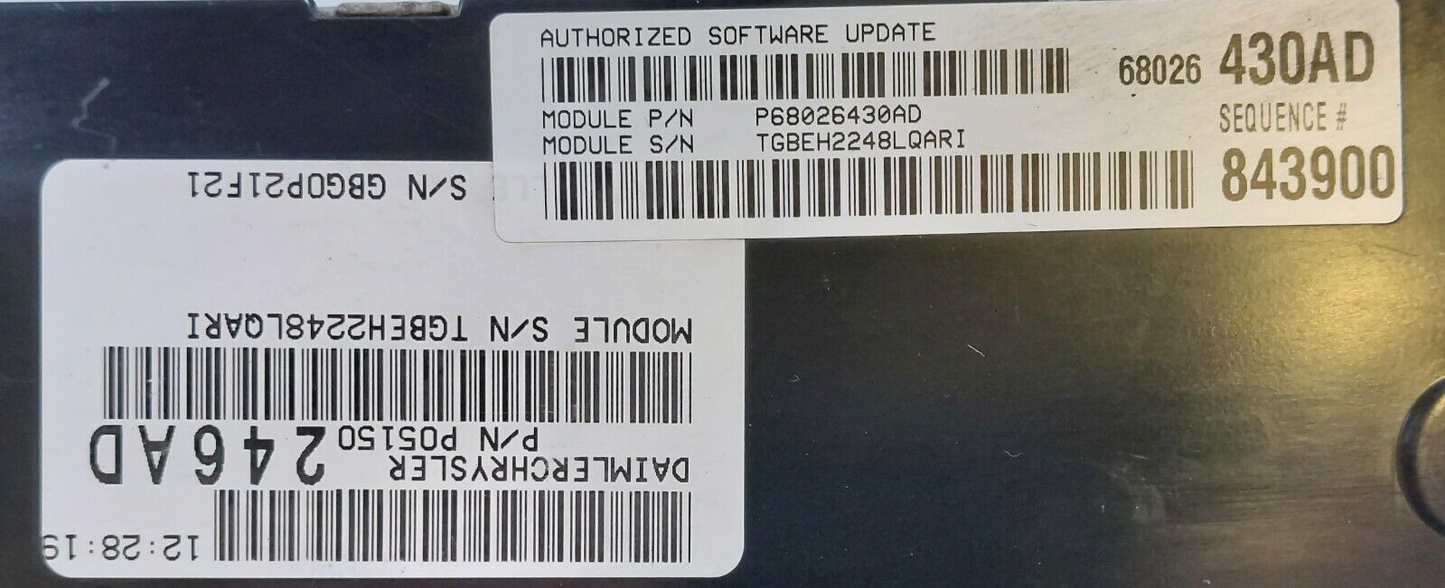 AUTHORIZED SOFTWARE UPDATE
68026 430AD
MODULE P/N P68026430AD
SEQUENCE #
MODULE S/N TGBEH2248LQARI
843900
12:28:19
DAIMLERCHRYSLER
P/N P05150 246AD
MODULE S/N TGBEH2248LQARI
S/N GBGOP21F21